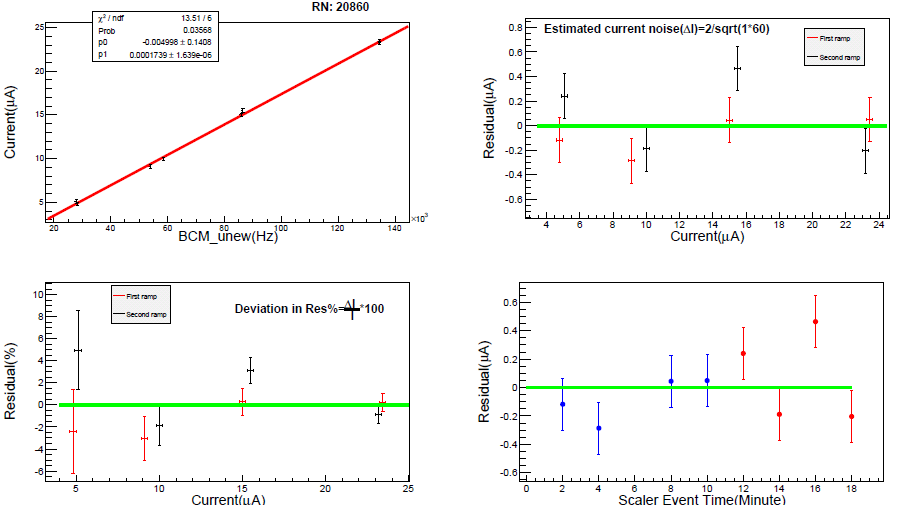 RN: 20860
χ² / ndf 13.51 / 6
Prob 0.03568
p0 -0.004998 ± 0.1408
p1 0.0001739 ± 1.639e-06
25
20
15
10
5
Current(μA)
20 40 60 80 100 120 140
×10³
BCM_unew(Hz)
Estimated current noise(ΔI)=2/sqrt(1*60)
First ramp
Second ramp
0.8
0.6
0.4
0.2
0
-0.2
-0.4
-0.6
Residual(μA)
4 6 8 10 12 14 16 18 20 22 24
Current(μA)
First ramp
Second ramp
Deviation in Res%=ΔI/I*100
10
8
6
4
2
0
-2
-4
-6
Residual(%)
5 10 15 20 25
Current(μA)
0.6
0.4
0.2
0
-0.2
-0.4
-0.6
Residual(μA)
0 2 4 6 8 10 12 14 16 18
Scaler Event Time(Minute)